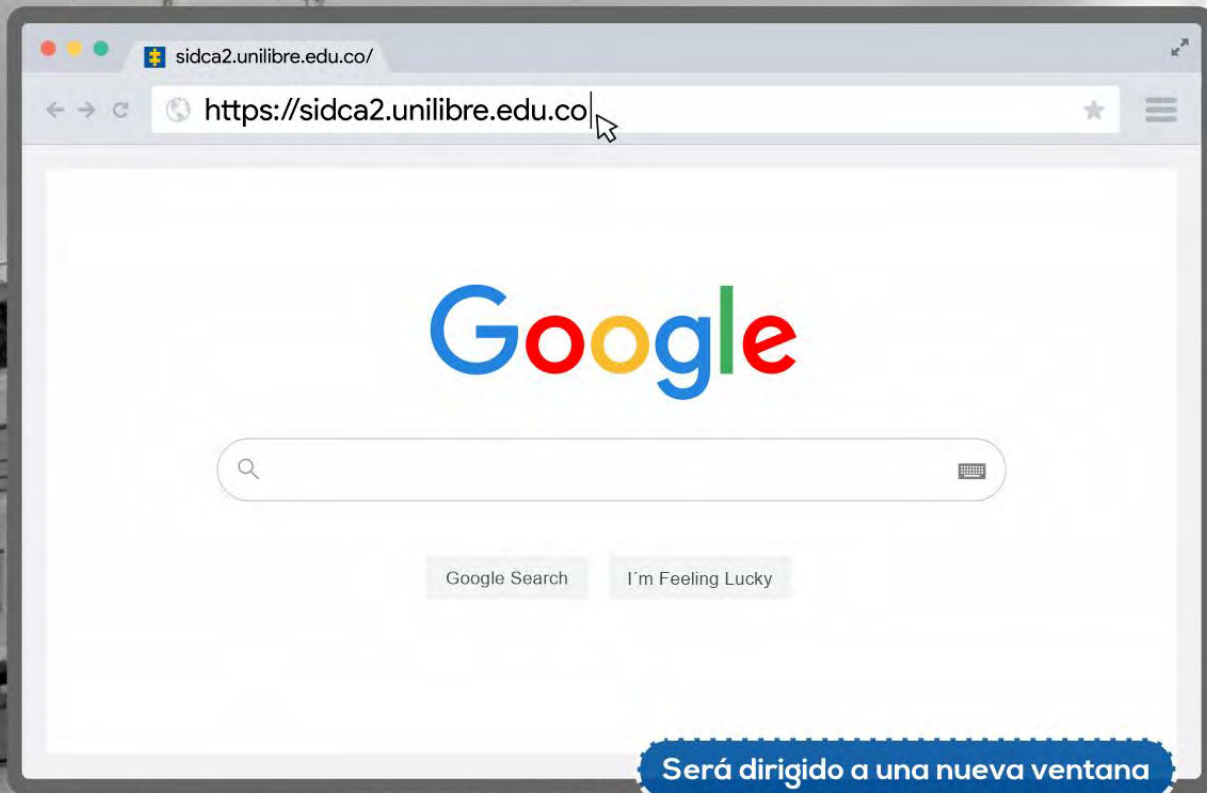 sidca2.unilibre.edu.co/
https://sidca2.unilibre.edu.co
Google
Google Search
I´m Feeling Lucky
Será dirigido a una nueva ventana